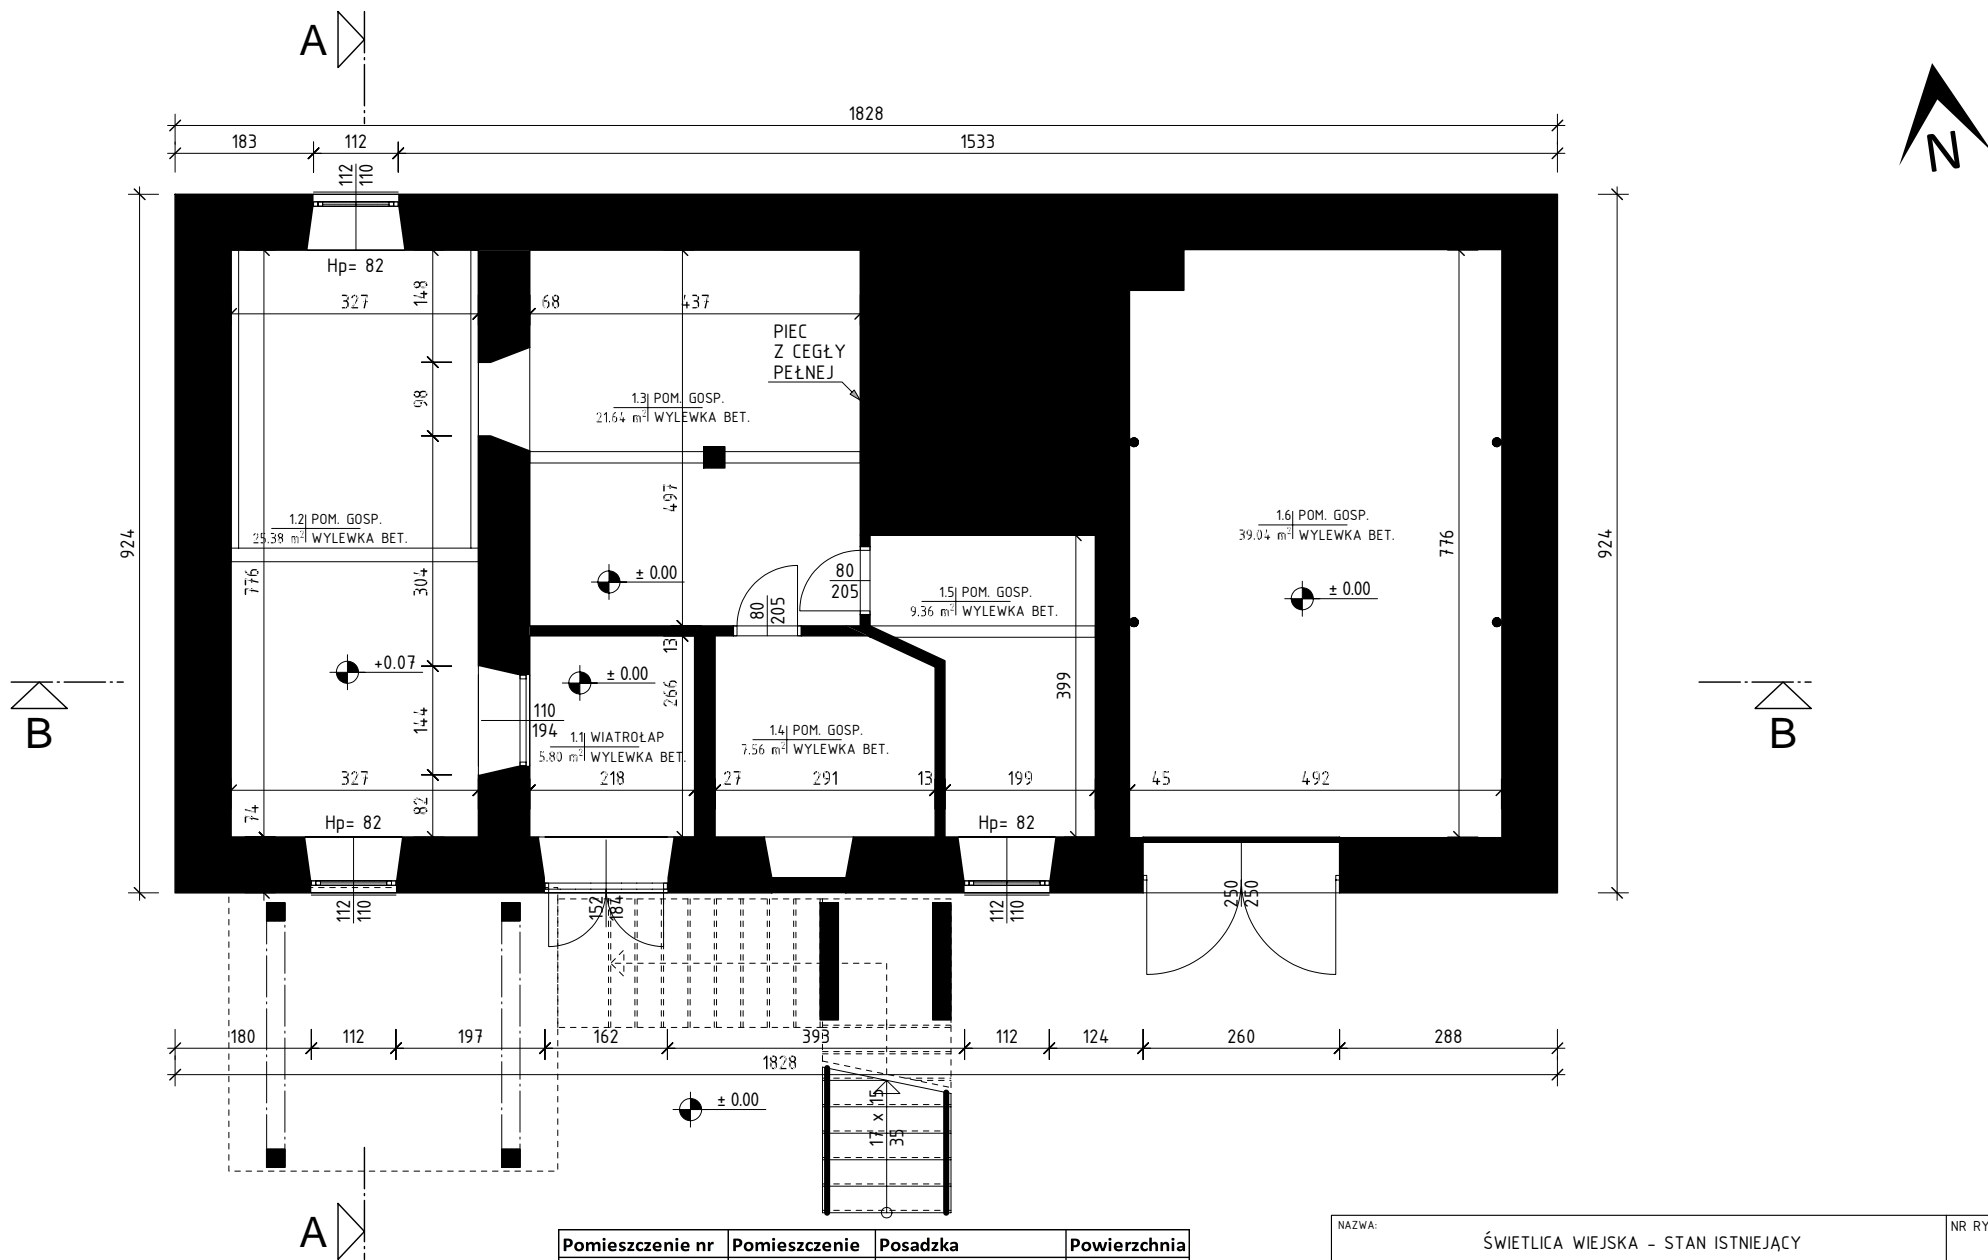 A
1828
183
112
1533
N
112
110
Hp= 82
327
148
68
437
PIEC
Z CEGŁY
PEŁNEJ
98
1.3 POM. GOSP.
21.64 m² WYLEWKA BET.
497
1.2 POM. GOSP.
25.38 m² WYLEWKA BET.
1.6 POM. GOSP.
39.04 m² WYLEWKA BET.
924
924
776
304
776
± 0.00
80
205
80
205
1.5 POM. GOSP.
9.36 m² WYLEWKA BET.
± 0.00
13
+0.07
± 0.00
266
399
B
B
144
110
194
1.1 WIATROŁAP
5.80 m² WYLEWKA BET.
1.4 POM. GOSP.
7.56 m² WYLEWKA BET.
327
218
27
291
13
199
45
492
74
82
Hp= 82
Hp= 82
112
110
152
184
112
110
250
250
180
112
197
162
393
112
124
260
288
1828
± 0.00
17 x 15
35
A
Pomieszczenie nr Pomieszczenie Posadzka Powierzchnia
NAZWA:
ŚWIETLICA WIEJSKA - STAN ISTNIEJĄCY
NR RY